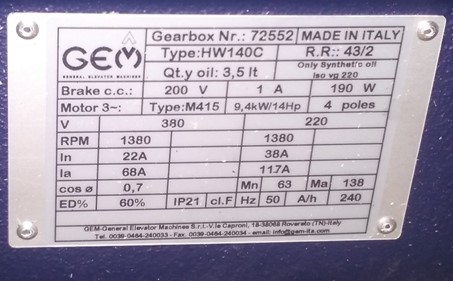 Gearbox Nr.: 72552 MADE IN ITALY
GEM
GENERAL ELEVATOR MACHINES
Type:HW140C R.R.: 43/2
Qt.y oil: 3,5 lt Only Synthetic oil
Iso vg 220
Brake c.c.: 200 V 1 A 190 W
Motor 3~: Type:M415 9,4kW/14Hp 4 poles
V 380 220
RPM 1380 1380
In 22A 38A
Ia 68A 117A
cos ø 0,7 Mn 63 Ma 138
ED% 60% IP21 cl.F Hz 50 A/h 240
GEM-General Elevator Machines S.r.l.-V.le Caproni, 18-38068 Rovereto (TN)-Italy
Tel. 0039-0464-240033 - Fax. 0039-0464-240034 - email: info@gem-ita.com